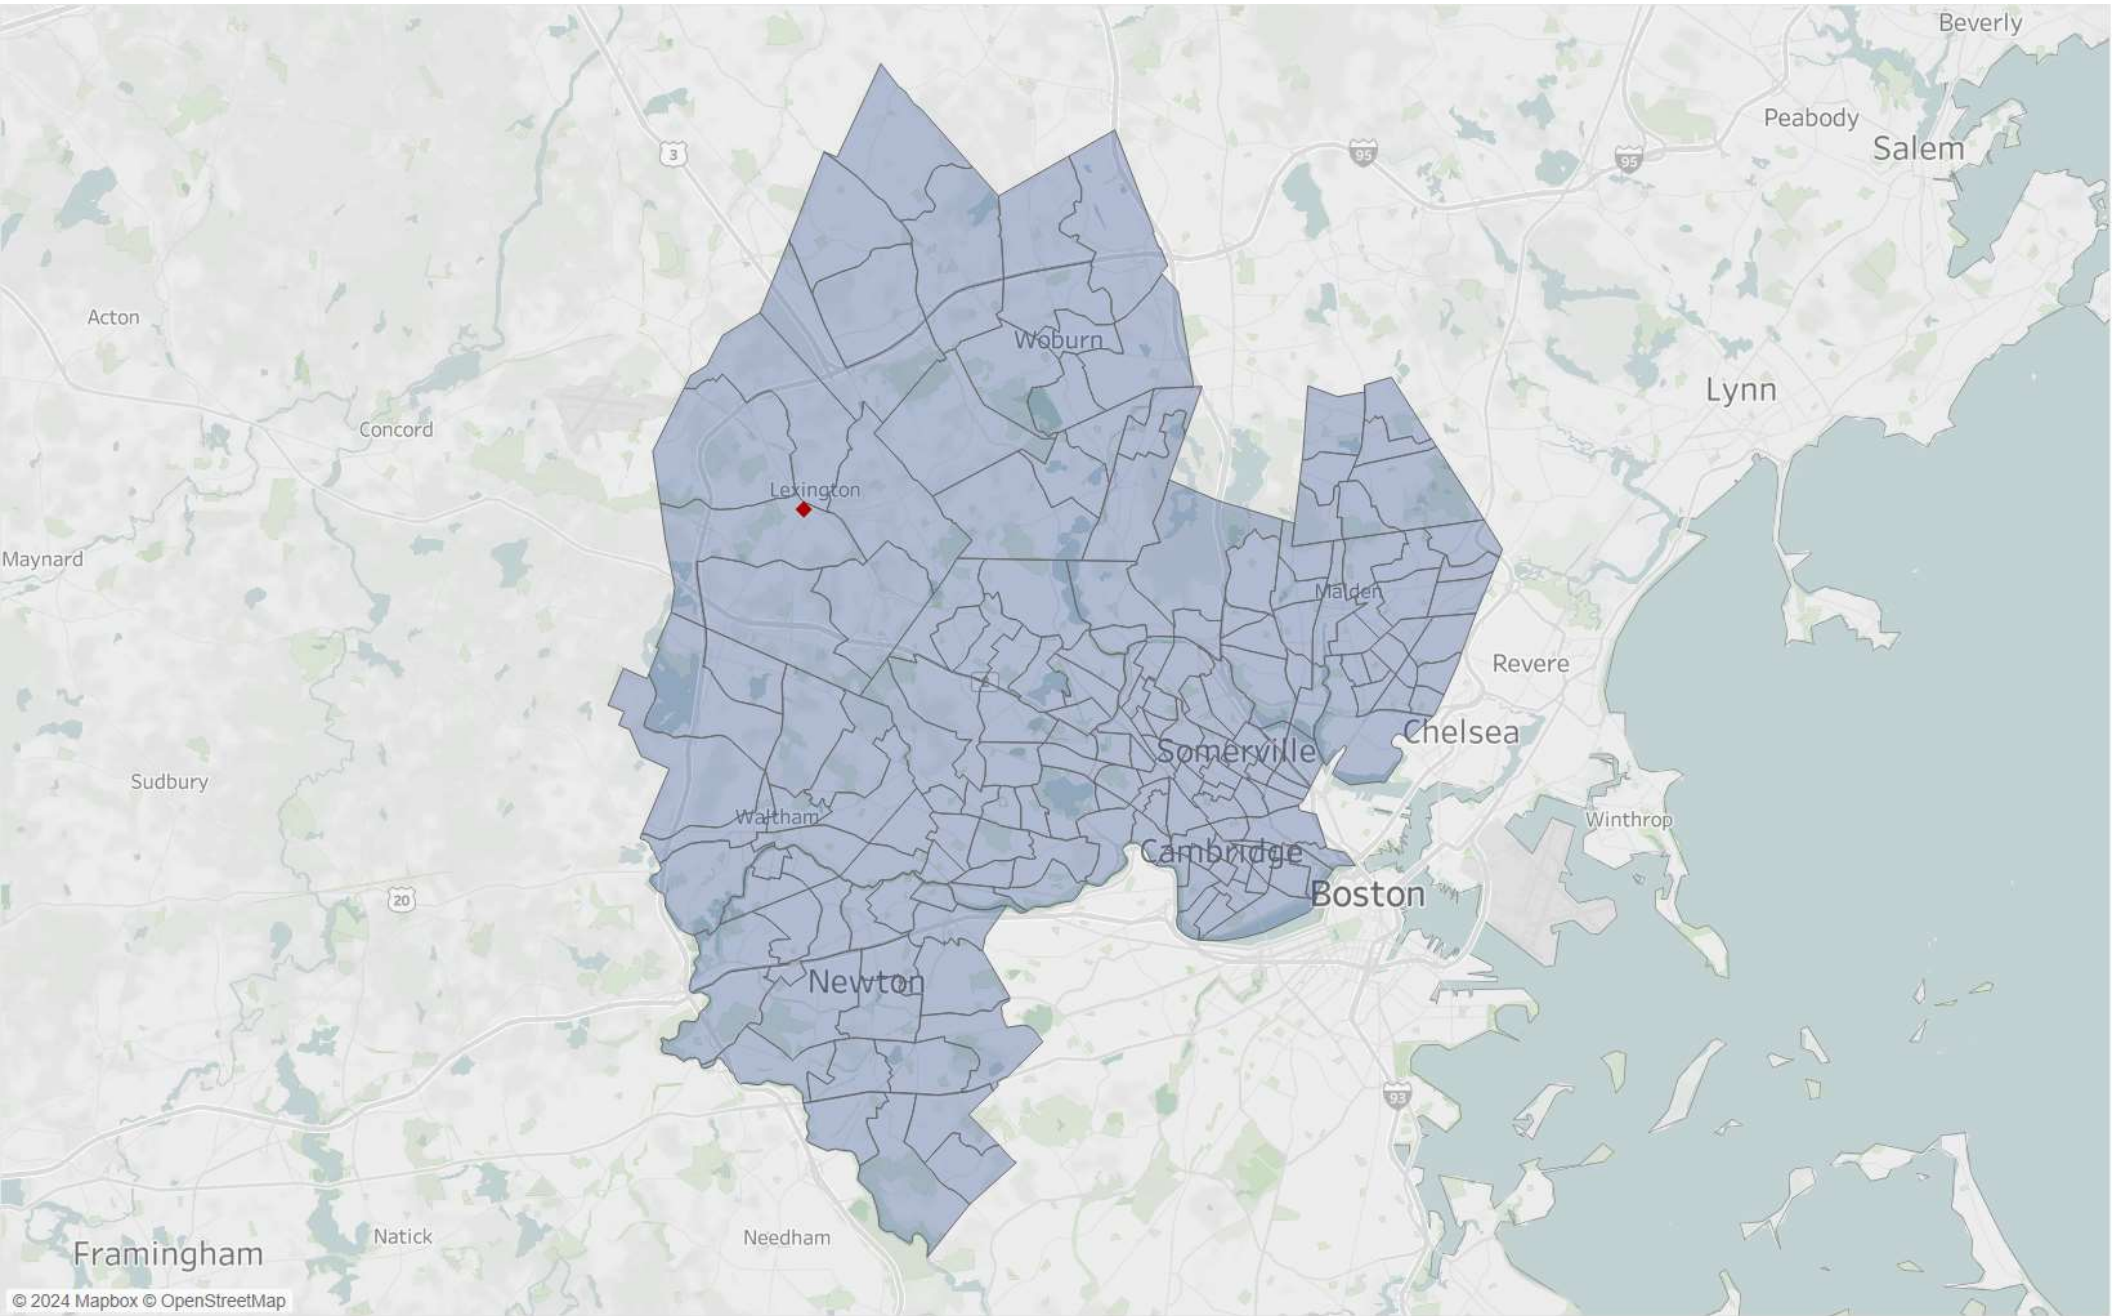 Beverly
Peabody
Salem
3
95
95
Acton
Woburn
Lynn
Concord
Lexington
Maynard
Malden
Revere
2
Chelsea
Somerville
Sudbury
Waltham
Winthrop
Cambridge
Boston
20
Newton
93
Natick
Needham
Framingham
© 2024 Mapbox © OpenStreetMap